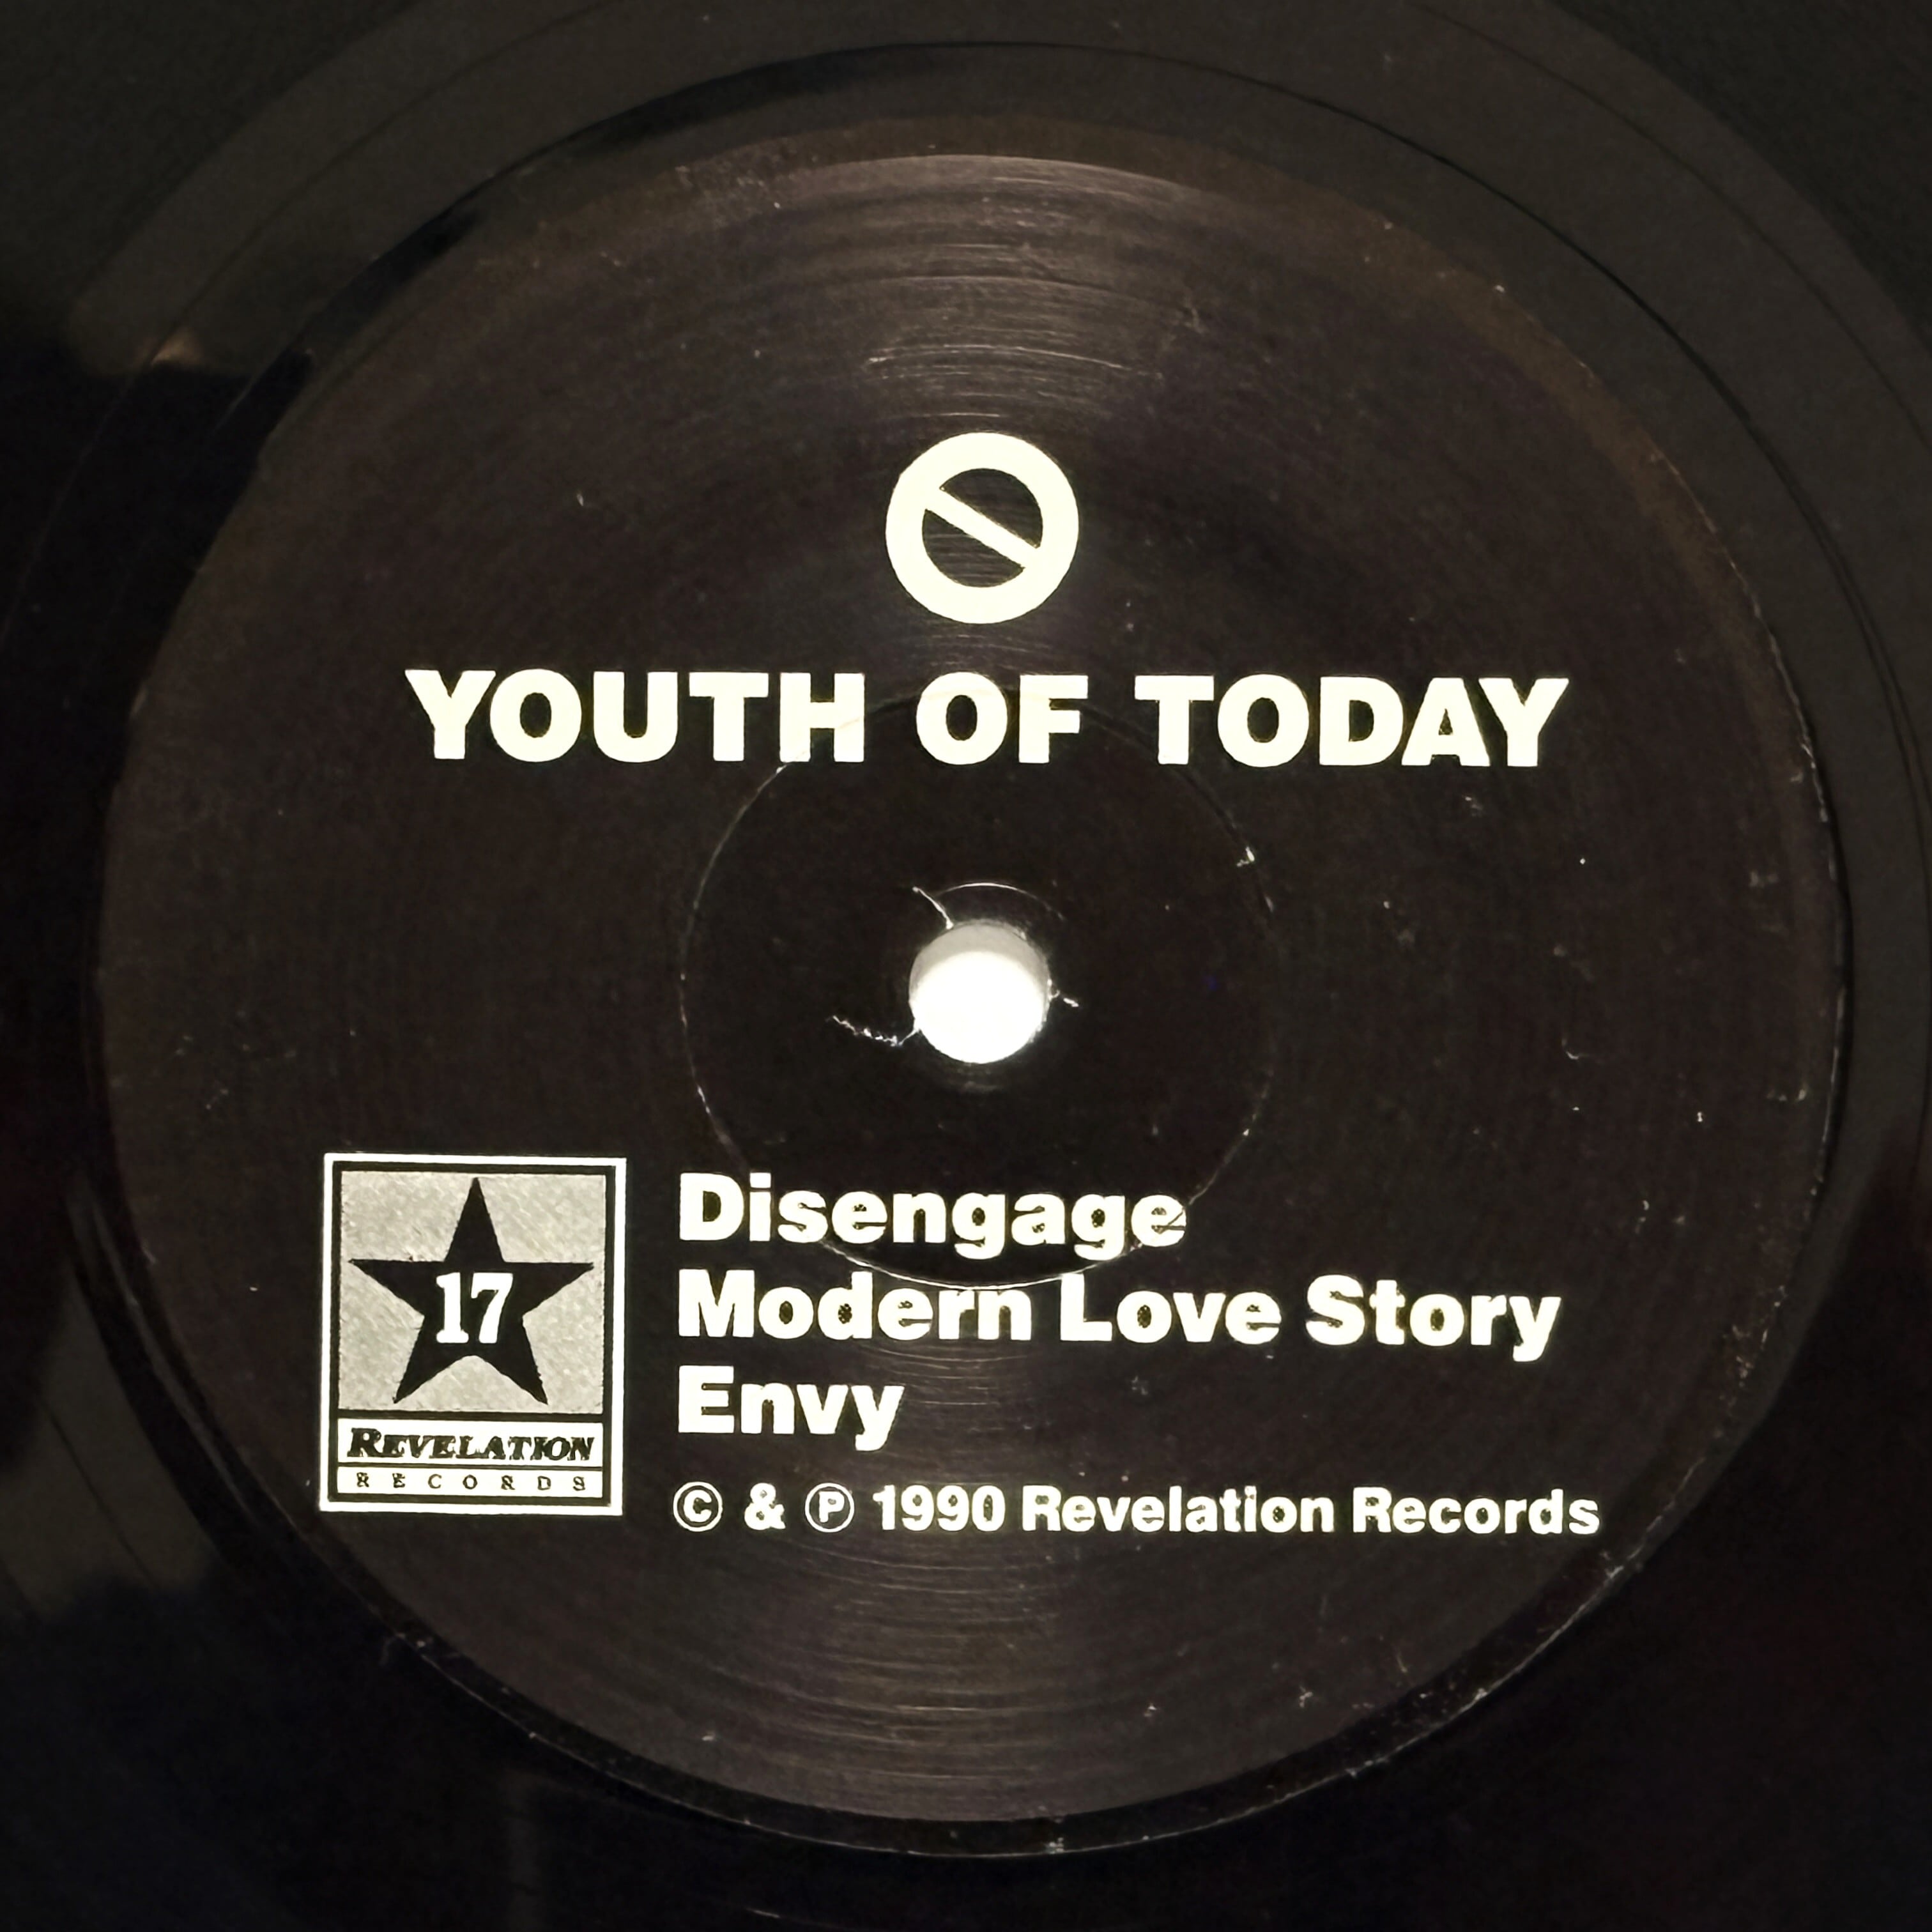 YOUTH OF TODAY
17
REVELATION
RECORDS
Disengage
Modern Love Story
Envy
© & ℗ 1990 Revelation Records